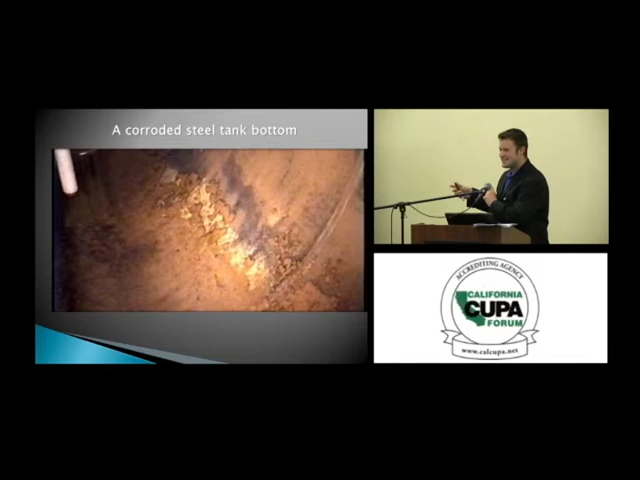 A corroded steel tank bottom
ACCREDITING AGENCY
CALIFORNIA
CUPA
FORUM
www.calcupa.net